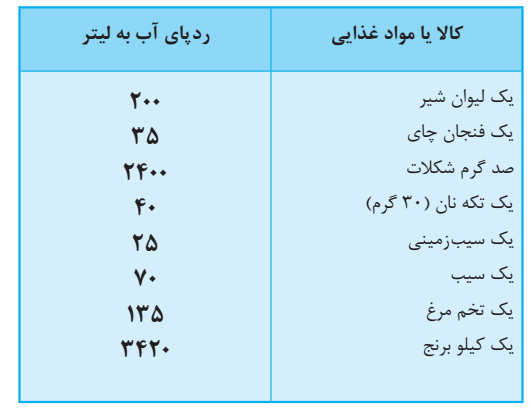 کالا یا مواد غذایی ردپای آب به لیتر
یک لیوان شیر ۲۰۰
یک فنجان چای ۳۵
صد گرم شکلات ۲۴۰۰
یک تکه نان (۳۰ گرم) ۴۰
یک سیب‌زمینی ۲۵
یک سیب ۷۰
یک تخم مرغ ۱۳۵
یک کیلو برنج ۳۴۲۰